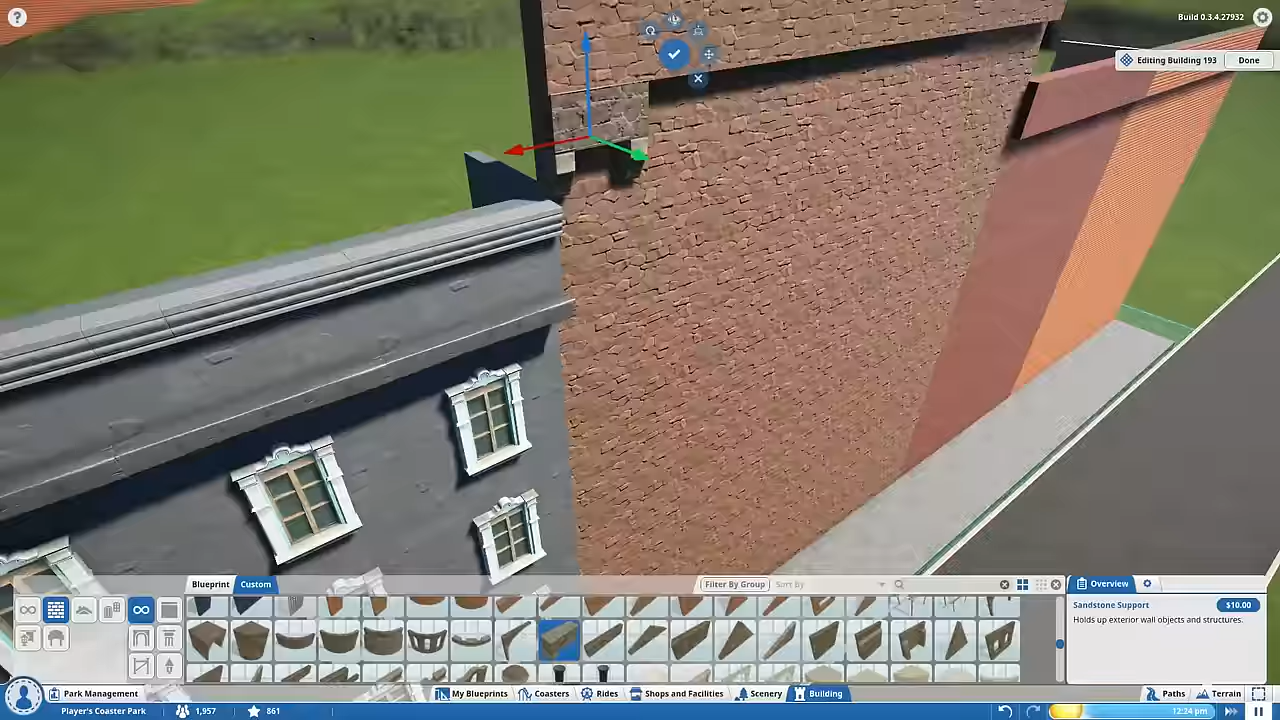 ?
Build 0.3.4.27932
Editing Building 193
Done
Blueprint
Custom
Filter By Group
Sort By
Overview
Sandstone Support
$10.00
Holds up exterior wall objects and structures.
Park Management
My Blueprints
Coasters
Rides
Shops and Facilities
Scenery
Building
Paths
Terrain
Player's Coaster Park
1,957
861
12:24 pm